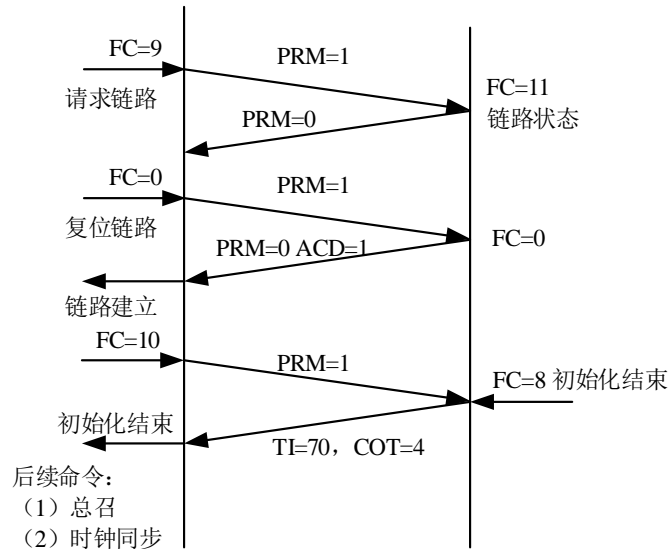 FC=9
PRM=1
请求链路
FC=11
链路状态
PRM=0
FC=0
PRM=1
复位链路
FC=0
PRM=0 ACD=1
链路建立
FC=10
PRM=1
FC=8 初始化结束
初始化结束
TI=70，COT=4
后续命令：
（1）总召
（2）时钟同步